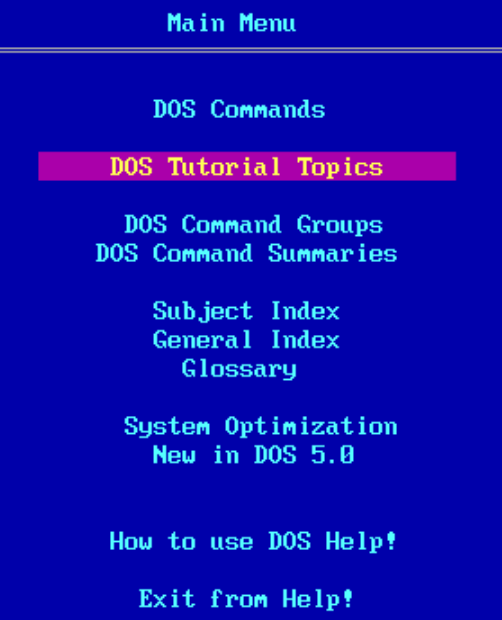 Main Menu
DOS Commands
DOS Tutorial Topics
DOS Command Groups
DOS Command Summaries
Subject Index
General Index
Glossary
System Optimization
New in DOS 5.0
How to use DOS Help!
Exit from Help!